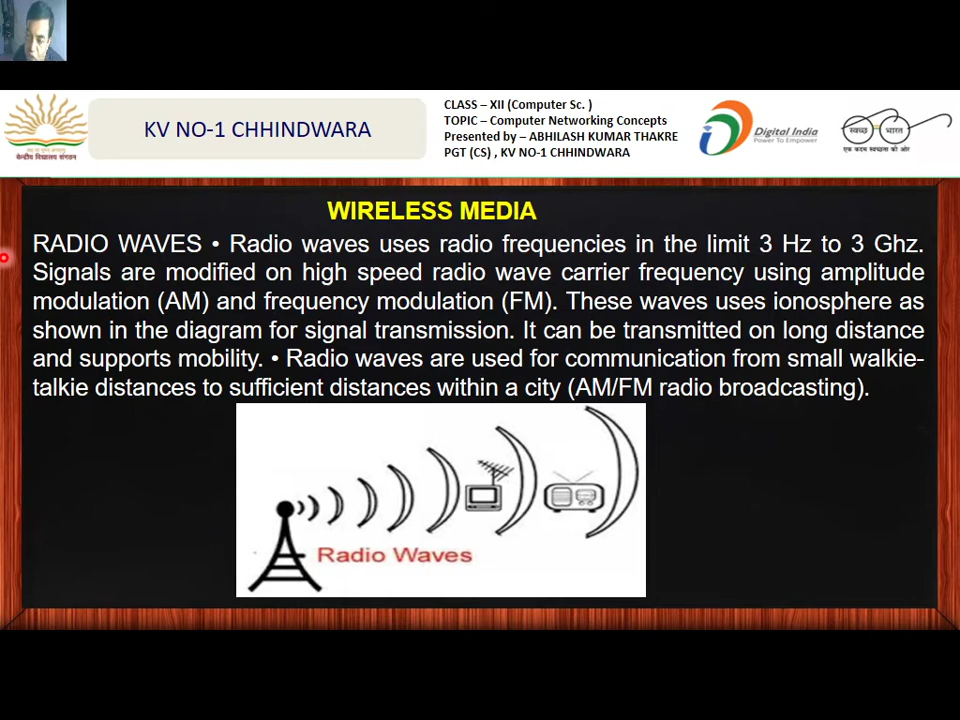 KV NO-1 CHHINDWARA
CLASS – XII (Computer Sc. )
TOPIC – Computer Networking Concepts
Presented by – ABHILASH KUMAR THAKRE
PGT (CS) , KV NO-1 CHHINDWARA
केन्द्रीय विद्यालय संगठन
Digital India
Power To Empower
स्वच्छ भारत
एक कदम स्वच्छता की ओर
WIRELESS MEDIA
RADIO WAVES • Radio waves uses radio frequencies in the limit 3 Hz to 3 Ghz.
Signals are modified on high speed radio wave carrier frequency using amplitude
modulation (AM) and frequency modulation (FM). These waves uses ionosphere as
shown in the diagram for signal transmission. It can be transmitted on long distance
and supports mobility. • Radio waves are used for communication from small walkie-
talkie distances to sufficient distances within a city (AM/FM radio broadcasting).
Radio Waves